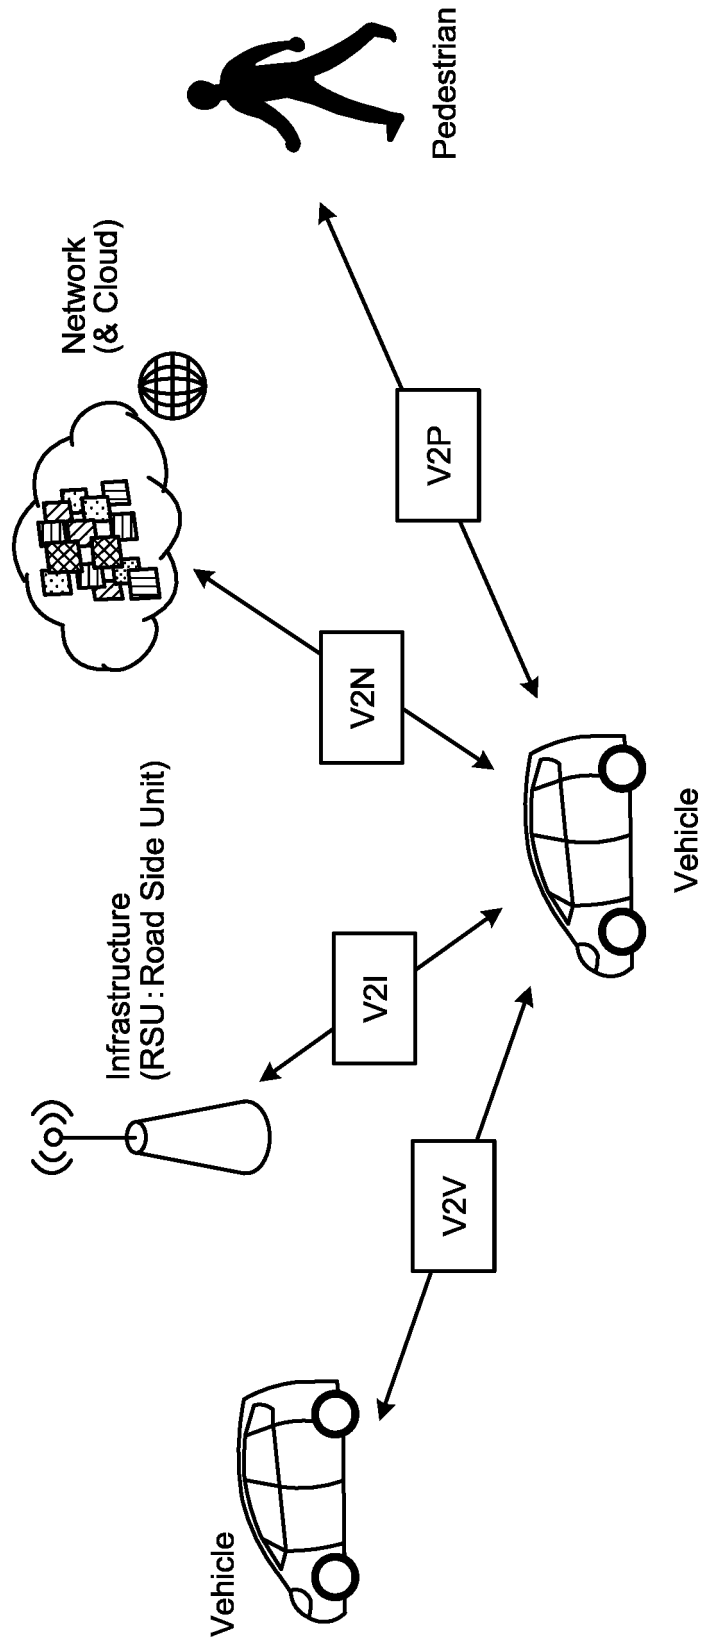 Vehicle
V2V
Infrastructure
(RSU : Road Side Unit)
V2I
Network
(& Cloud)
V2N
V2P
Pedestrian
Vehicle